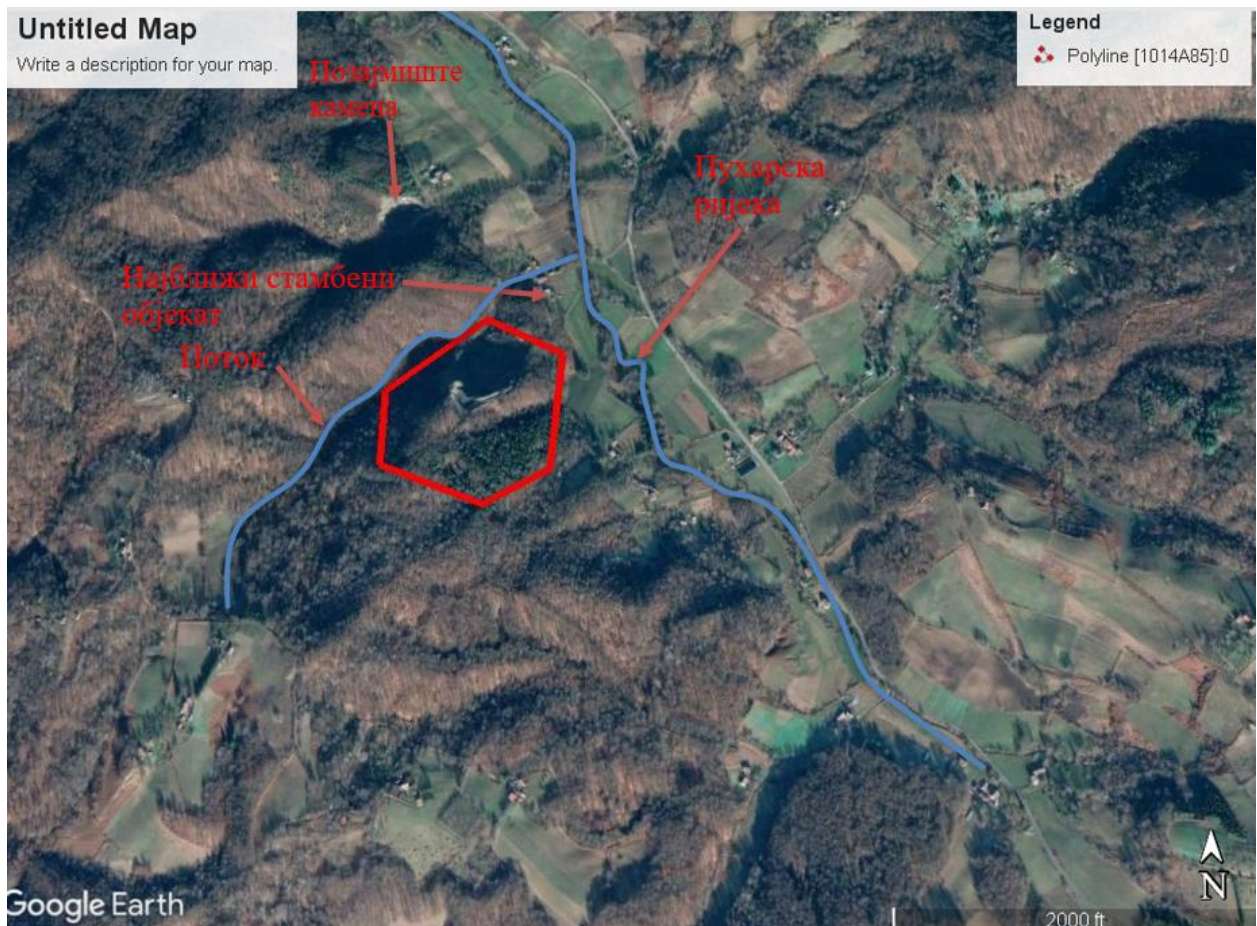 Untitled Map
Write a description for your map.
Legend
Polyline [1014A85]:0
Позајмиште
камена
Пухарска
ријека
Најближи стамбени
објекат
Поток
Google Earth
N
2000 ft